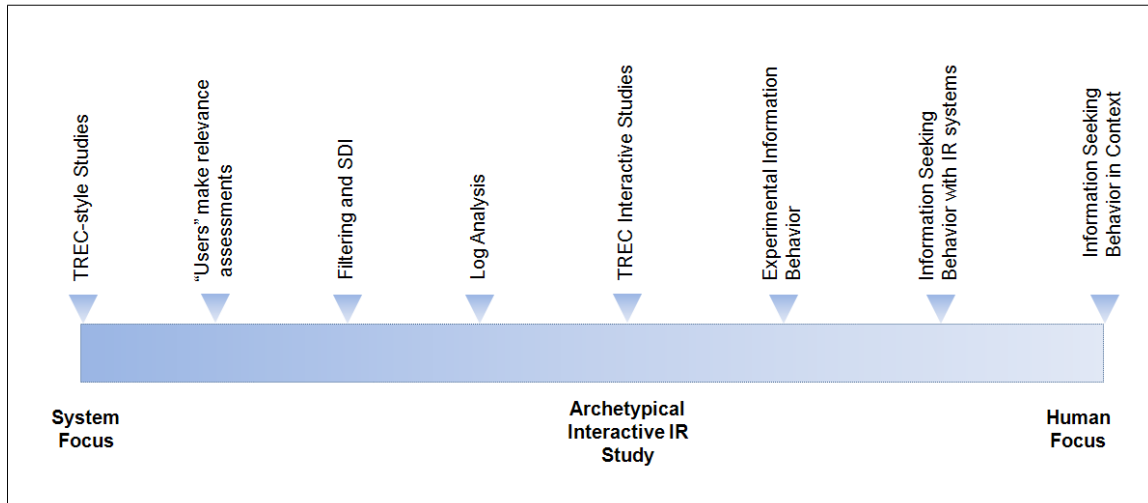 TREC-style Studies
“Users” make relevance
assessments
Filtering and SDI
Log Analysis
TREC Interactive Studies
Experimental Information
Behavior
Information Seeking
Behavior with IR systems
Information Seeking
Behavior in Context
System
Focus
Archetypical
Interactive IR
Study
Human
Focus